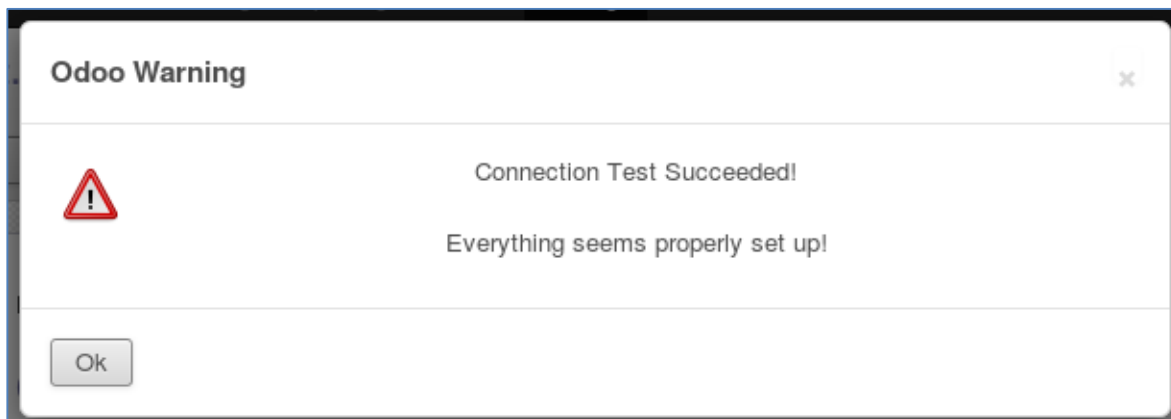 Odoo Warning
Connection Test Succeeded!
Everything seems properly set up!
Ok